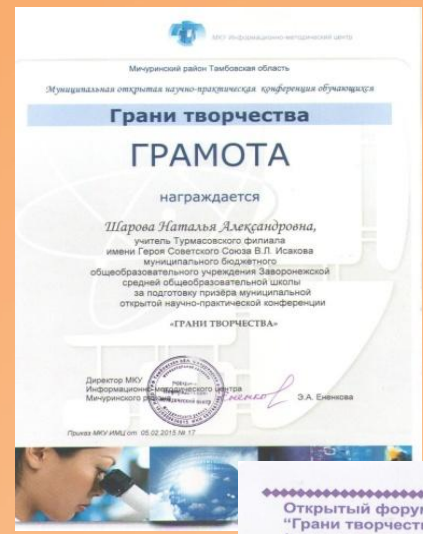 МКУ Информационно-методический центр
Мичуринский район Тамбовская область
Муниципальная открытая научно-практическая конференция обучающихся
Грани творчества
ГРАМОТА
награждается
Шарова Наталья Александровна,
учитель Турмасовского филиала
имени Героя Советского Союза В.Л. Исакова
муниципального бюджетного
общеобразовательного учреждения Заворонежской
средней общеобразовательной школы
за подготовку призёра муниципальной
открытой научно-практической конференции
«ГРАНИ ТВОРЧЕСТВА»
Директор МКУ
Информационно-методического центра
Мичуринского района
Э.А. Ененкова
Приказ МКУ ИМЦ от 05.02.2015 № 17
Открытый форум
"Грани творчест